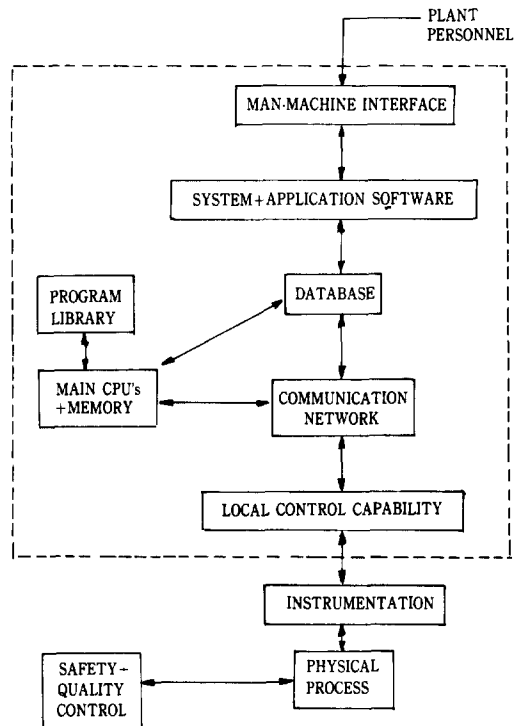 PLANT
PERSONNEL
MAN-MACHINE INTERFACE
SYSTEM+APPLICATION SOFTWARE
DATABASE
PROGRAM
LIBRARY
MAIN CPU's
+MEMORY
COMMUNICATION
NETWORK
LOCAL CONTROL CAPABILITY
INSTRUMENTATION
PHYSICAL
PROCESS
SAFETY+
QUALITY
CONTROL